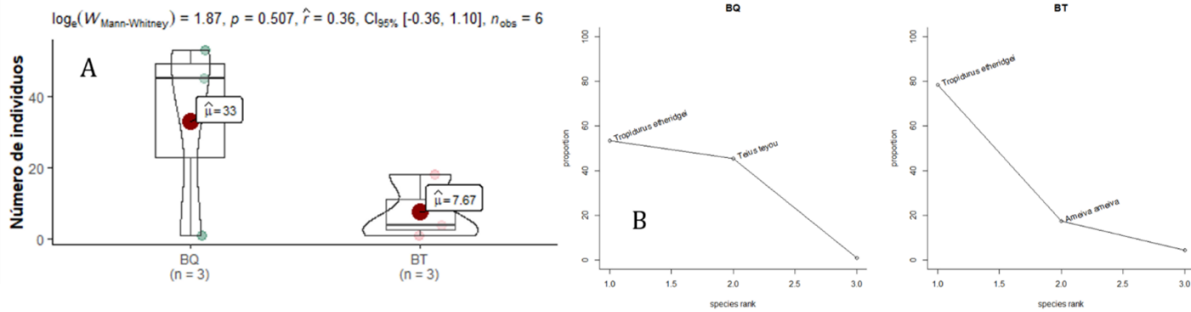 logₑ(W Mann-Whitney) = 1.87, p = 0.507, r̂ = 0.36, CI95% [-0.36, 1.10], nobs = 6
A
Número de individuos
40
20
0
μ̂=33
μ̂=7.67
BQ
(n = 3)
BT
(n = 3)
BQ
proportion
100
80
60
40
20
0
Tropidurus etheridgei
Teius teyou
B
1.0 1.5 2.0 2.5 3.0
species rank
BT
proportion
100
80
60
40
20
0
Tropidurus etheridgei
Ameiva ameiva
1.0 1.5 2.0 2.5 3.0
species rank